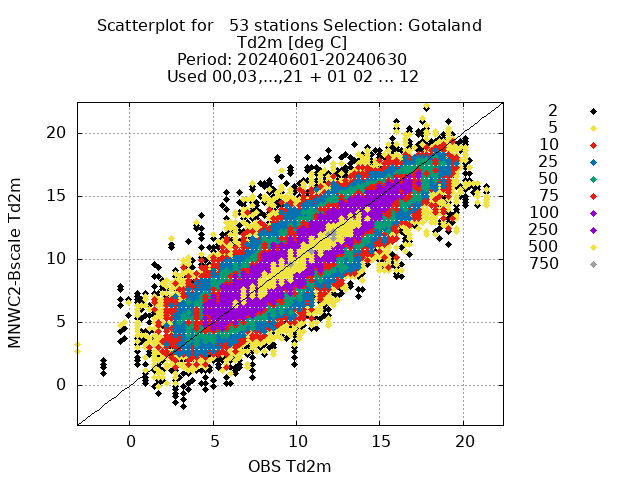 Scatterplot for   53 stations Selection: Gotaland
Td2m [deg C]
Period: 20240601-20240630
Used 00,03,...,21 + 01 02 ... 12
MNWC2-Bscale Td2m
20
15
10
5
0
0 5 10 15 20
OBS Td2m
2
5
10
25
50
75
100
250
500
750